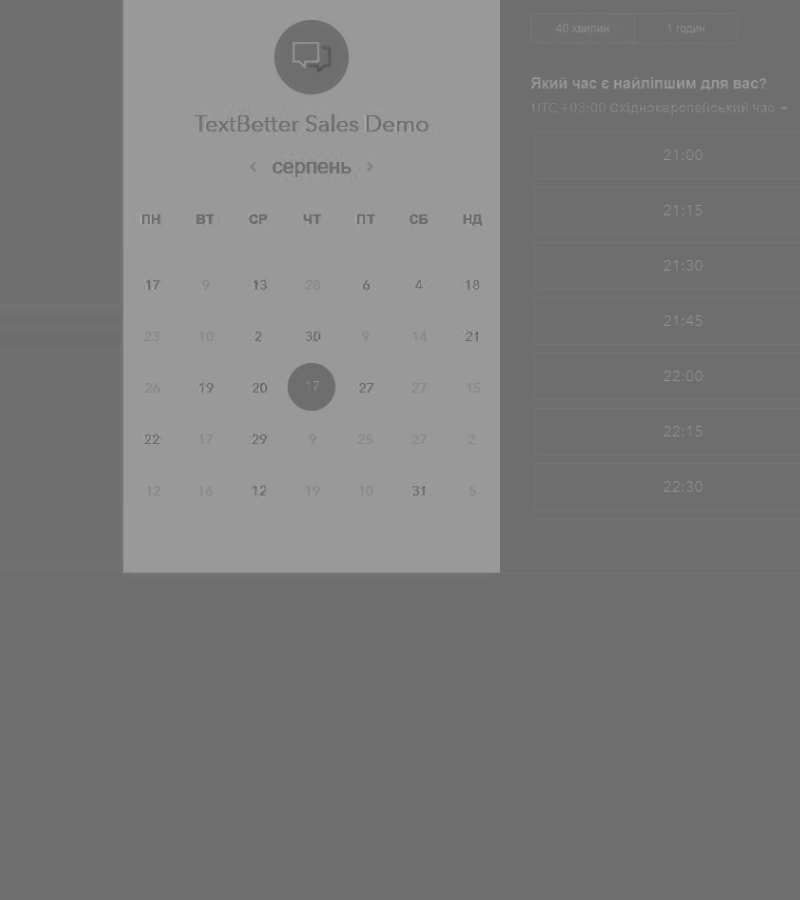 TextBetter Sales Demo
‹ серпень ›
ПН ВТ СР ЧТ ПТ СБ НД
17 9 13 28 6 4 18
23 10 2 30 9 14 21
26 19 20 17 27 27 15
22 17 29 9 25 27 2
12 16 12 19 10 31 5
40 хвилин 1 годин
Який час є найліпшим для вас?
UTC +03:00 Східноєвропейський час
21:00
21:15
21:30
21:45
22:00
22:15
22:30